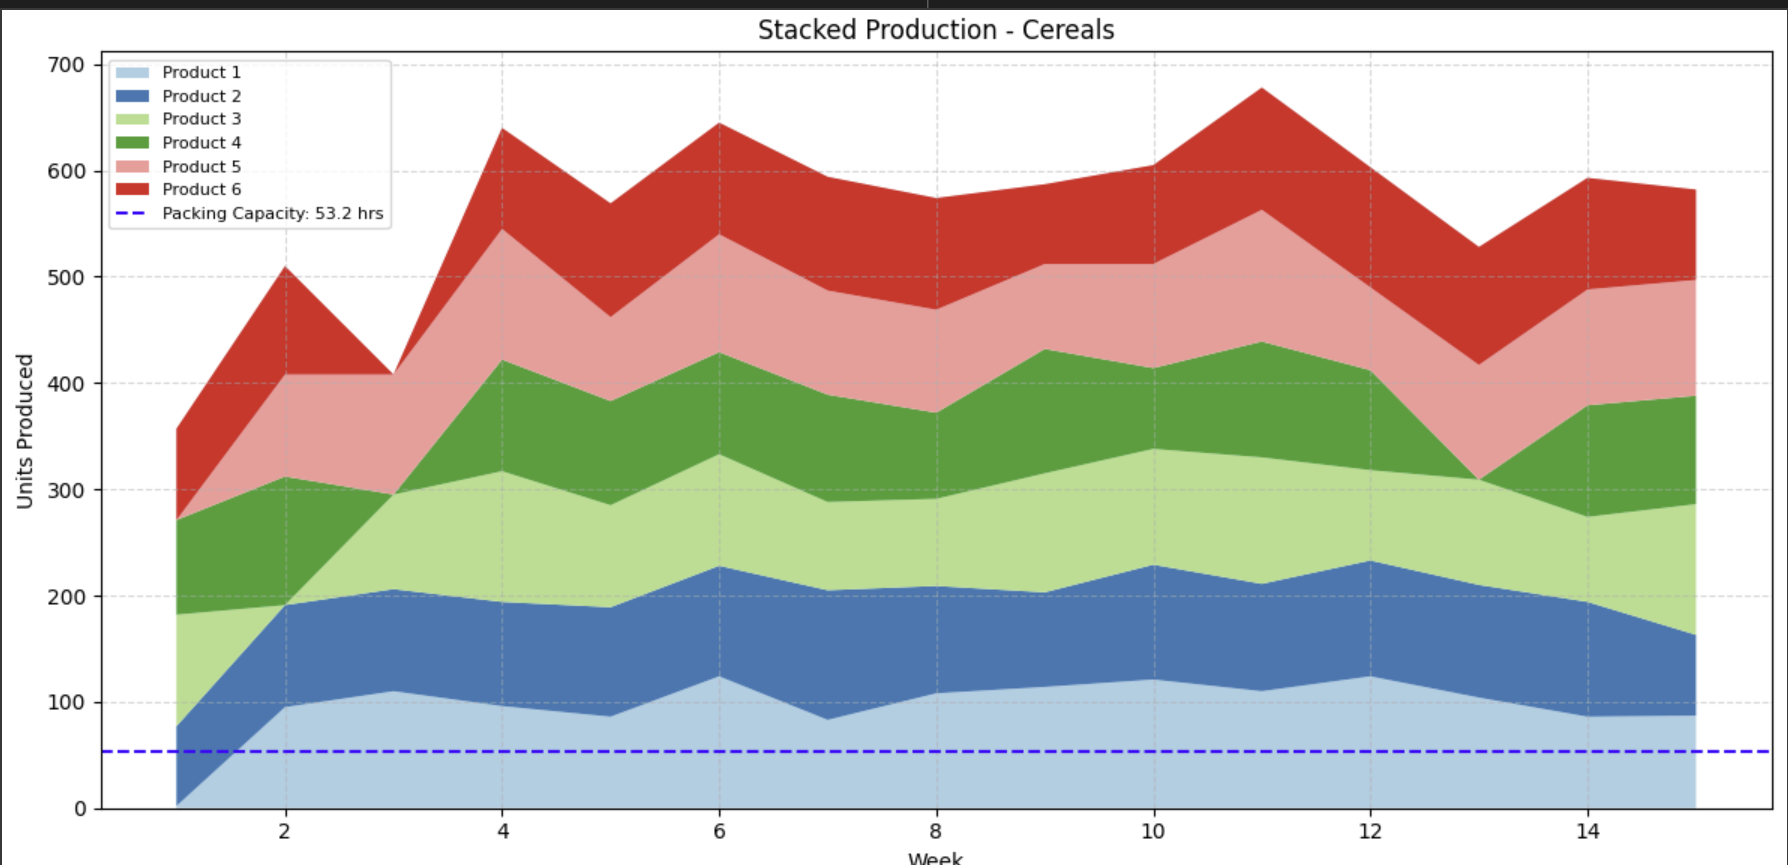 Stacked Production - Cereals
700
600
500
400
300
200
100
0
Units Produced
Product 1
Product 2
Product 3
Product 4
Product 5
Product 6
Packing Capacity: 53.2 hrs
2
4
6
8
10
12
14
Week